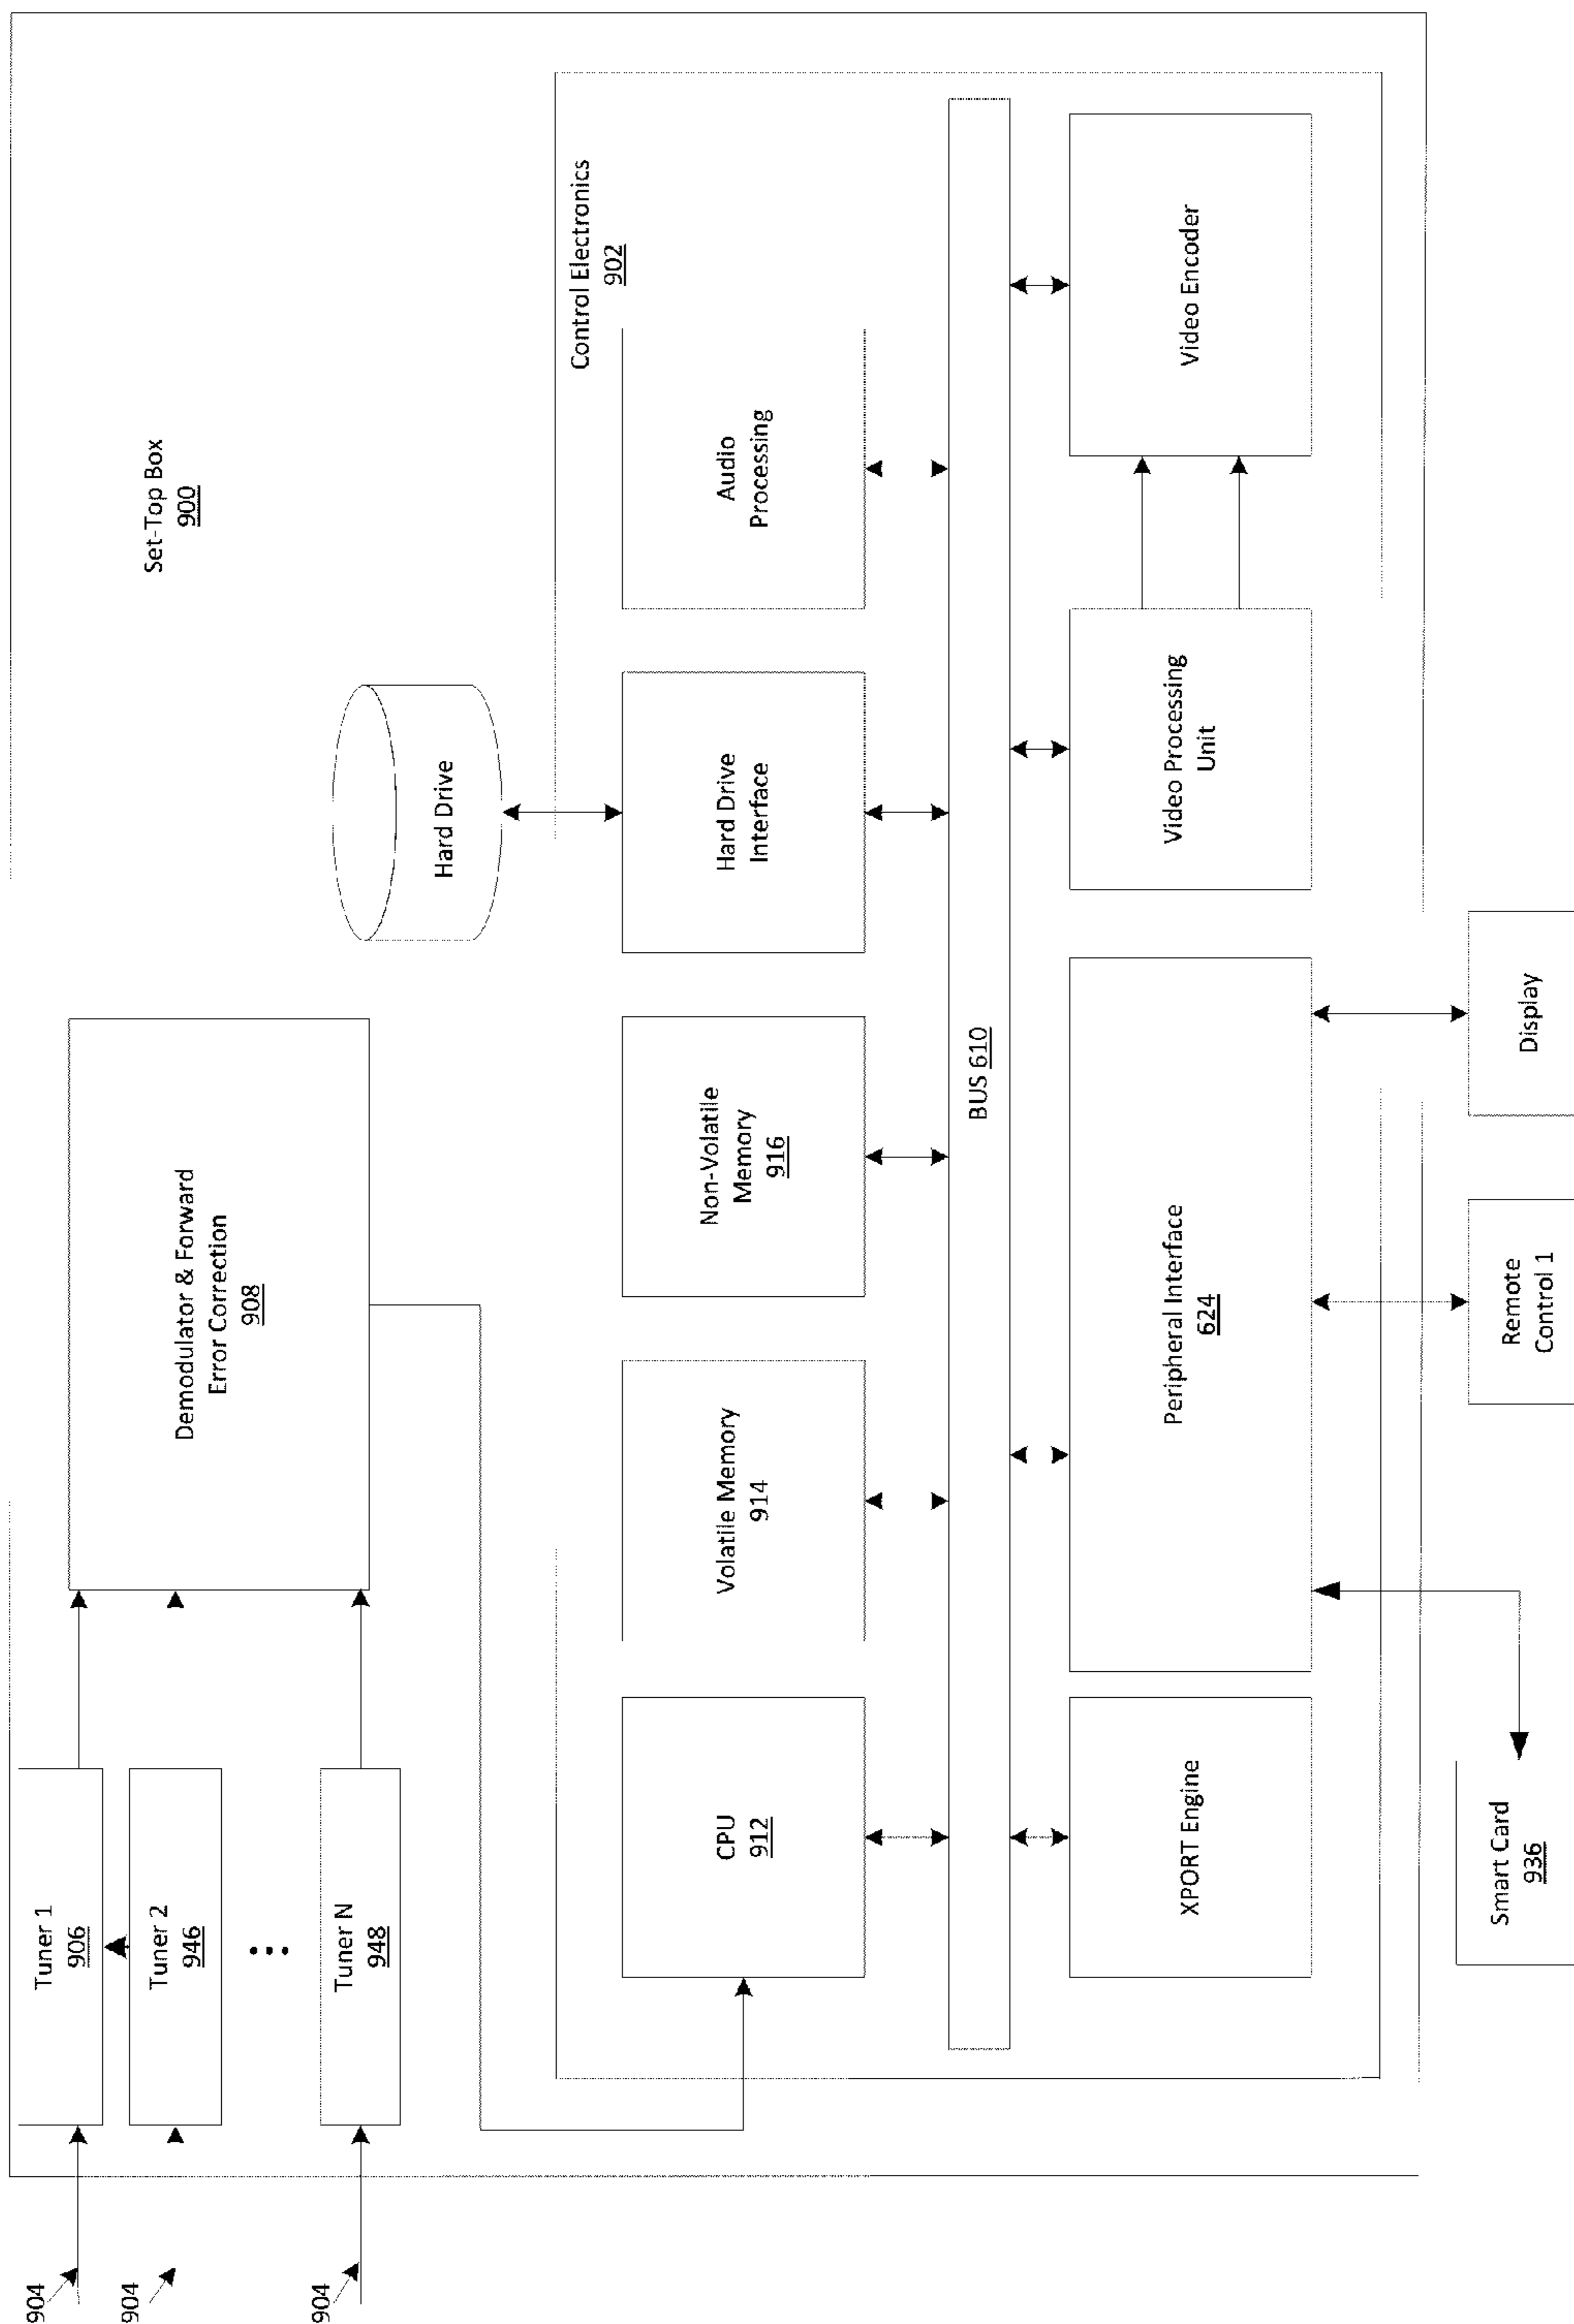 Set-Top Box
900
904
904
904
Tuner 1
906
Tuner 2
946
Tuner N
948
Demodulator & Forward
Error Correction
908
Hard Drive
Control Electronics
902
CPU
912
Volatile Memory
914
Non-Volatile
Memory
916
Hard Drive
Interface
Audio
Processing
BUS 610
XPORT Engine
Peripheral Interface
624
Video Processing
Unit
Video Encoder
Smart Card
936
Remote
Control 1
Display